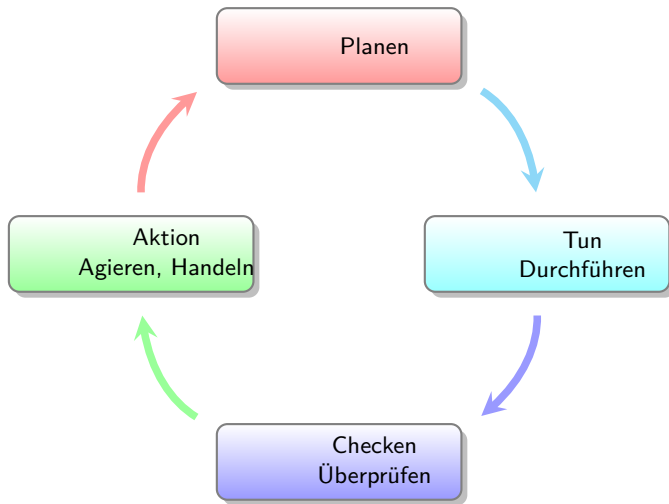 Planen
Tun
Durchführen
Checken
Überprüfen
Aktion
Agieren, Handeln